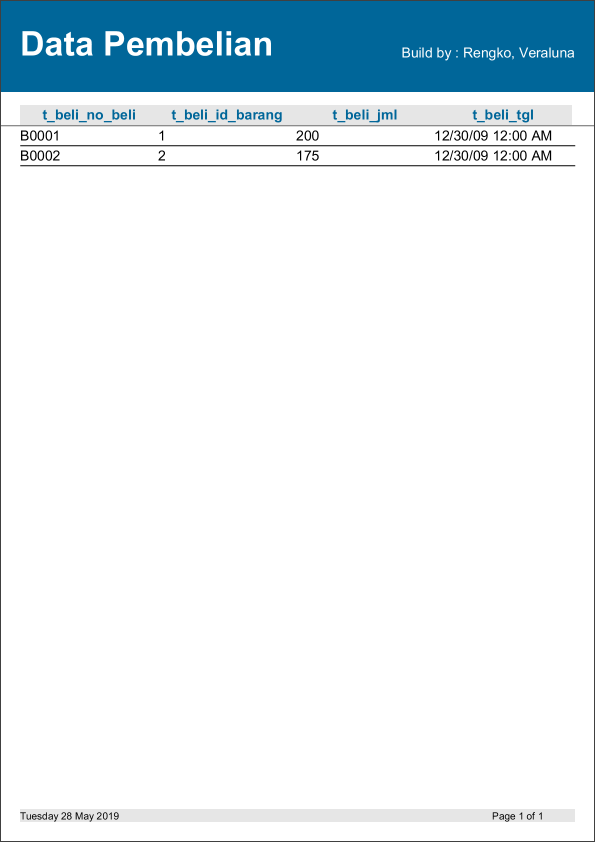 Data Pembelian
Build by : Rengko, Veraluna
t_beli_no_beli t_beli_id_barang t_beli_jml t_beli_tgl
B0001 1 200 12/30/09 12:00 AM
B0002 2 175 12/30/09 12:00 AM
Tuesday 28 May 2019 Page 1 of 1